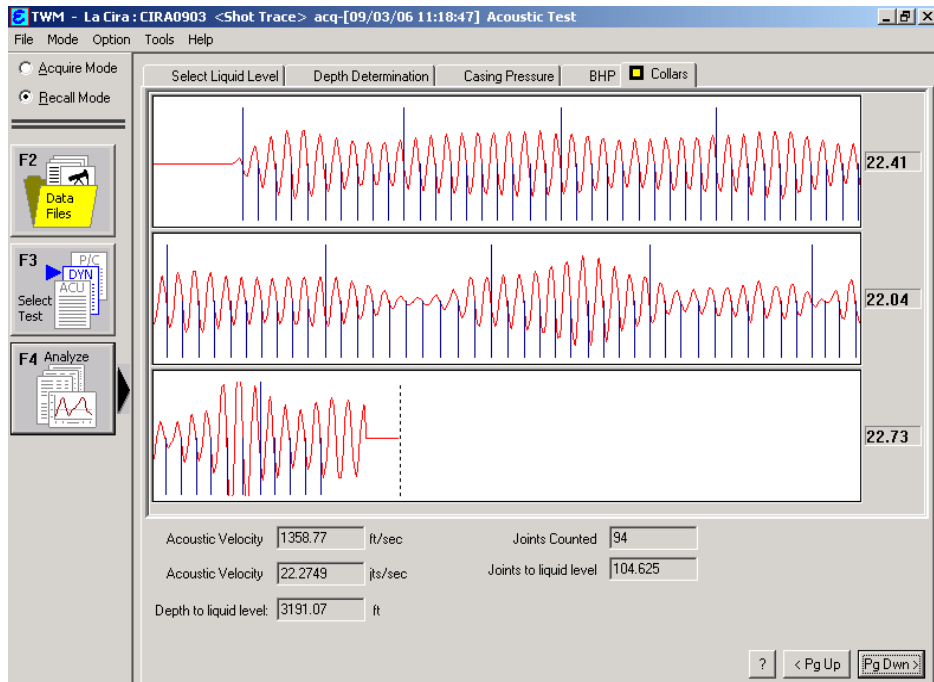 TWM - La Cira : CIRA0903 <Shot Trace> acq-[09/03/06 11:18:47] Acoustic Test
File Mode Option Tools Help
Acquire Mode
Recall Mode
F2
Data
Files
F3
P/C
DYN
ACU
Select
Test
F4 Analyze
Select Liquid Level
Depth Determination
Casing Pressure
BHP
Collars
22.41
22.04
22.73
Acoustic Velocity 1358.77 ft/sec
Joints Counted 94
Acoustic Velocity 22.2749 jts/sec
Joints to liquid level 104.625
Depth to liquid level: 3191.07 ft
? < Pg Up Pg Dwn >